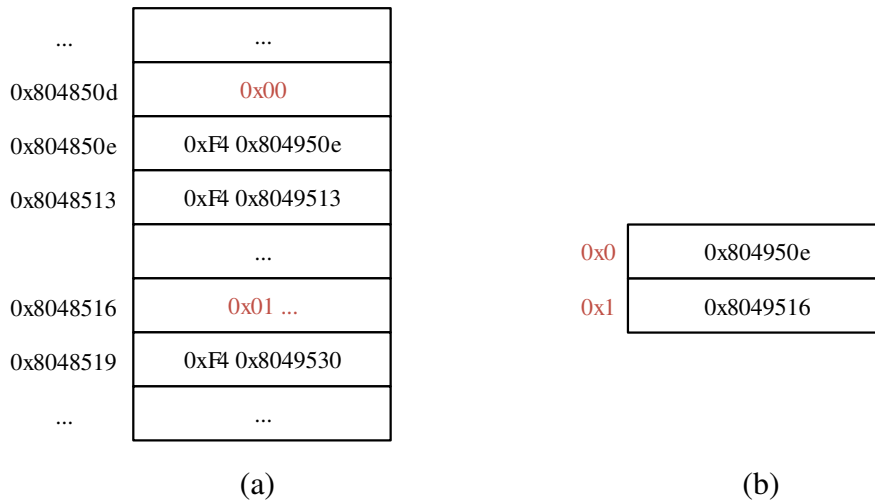 ... ...
0x804850d 0x00
0x804850e 0xF4 0x804950e
0x8048513 0xF4 0x8049513
...
0x8048516 0x01 ...
0x8048519 0xF4 0x8049530
... ...
(a)
0x0 0x804950e
0x1 0x8049516
(b)